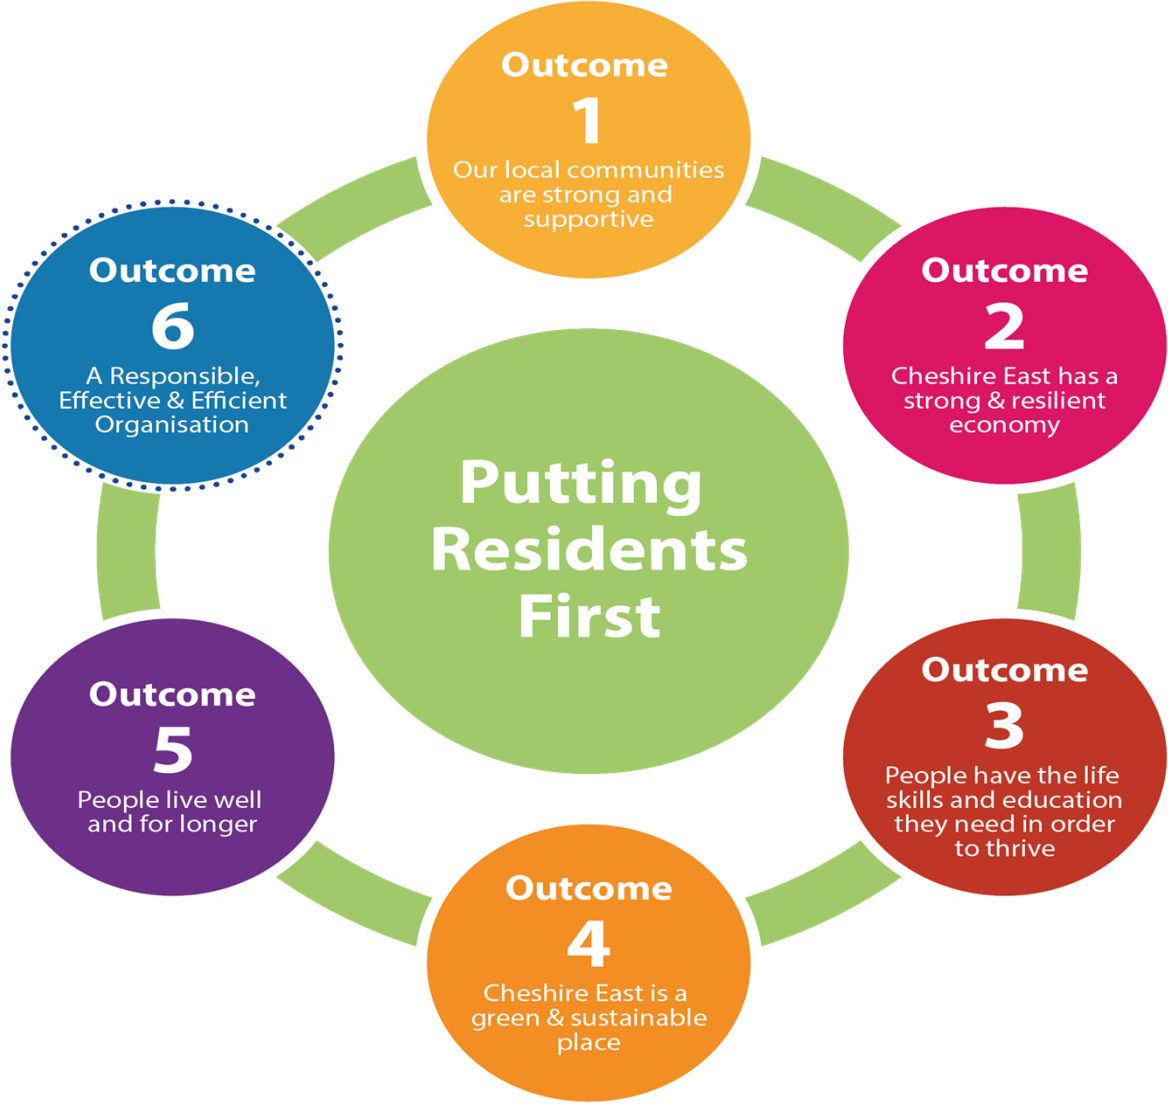 Outcome
1
Our local communities
are strong and
supportive
Outcome
2
Cheshire East has a
strong & resilient
economy
Outcome
3
People have the life
skills and education
they need in order
to thrive
Outcome
4
Cheshire East is a
green & sustainable
place
Outcome
5
People live well
and for longer
Outcome
6
A Responsible,
Effective & Efficient
Organisation
Putting
Residents
First